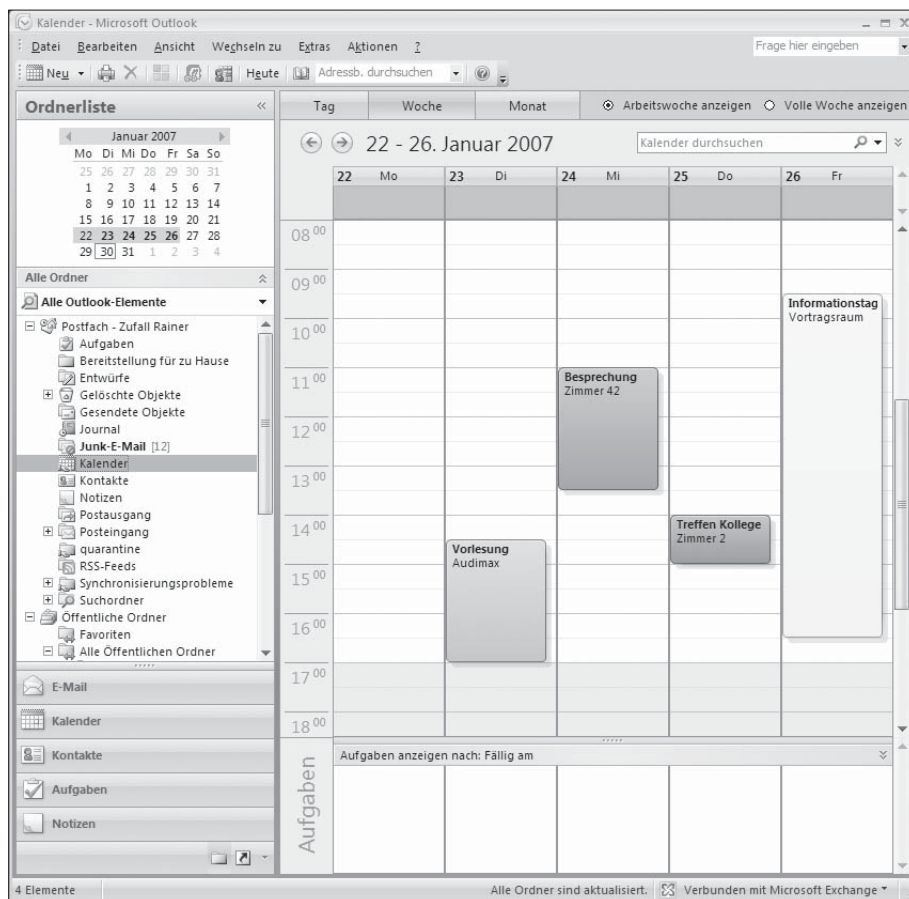 Kalender - Microsoft Outlook
Datei Bearbeiten Ansicht Wechseln zu Extras Aktionen ? Frage hier eingeben
Neu Heute Adressb. durchsuchen
Ordnerliste «
Januar 2007
Mo Di Mi Do Fr Sa So
25 26 27 28 29 30 31
1 2 3 4 5 6 7
8 9 10 11 12 13 14
15 16 17 18 19 20 21
22 23 24 25 26 27 28
29 30 31 1 2 3 4
Alle Ordner
Alle Outlook-Elemente
Postfach - Zufall Rainer
Aufgaben
Bereitstellung für zu Hause
Entwürfe
Gelöschte Objekte
Gesendete Objekte
Journal
Junk-E-Mail [12]
Kalender
Kontakte
Notizen
Postausgang
Posteingang
quarantine
RSS-Feeds
Synchronisierungsprobleme
Suchordner
Öffentliche Ordner
Favoriten
Alle Öffentlichen Ordner
E-Mail
Kalender
Kontakte
Aufgaben
Notizen
Tag Woche Monat Arbeitswoche anzeigen Volle Woche anzeigen
22 - 26. Januar 2007 Kalender durchsuchen
22 Mo 23 Di 24 Mi 25 Do 26 Fr
08 00
09 00
Informationstag
Vortragsraum
10 00
11 00
Besprechung
Zimmer 42
12 00
13 00
14 00
Treffen Kollege
Zimmer 2
Vorlesung
Audimax
15 00
16 00
17 00
18 00
Aufgaben
Aufgaben anzeigen nach: Fällig am
4 Elemente Alle Ordner sind aktualisiert. Verbunden mit Microsoft Exchange